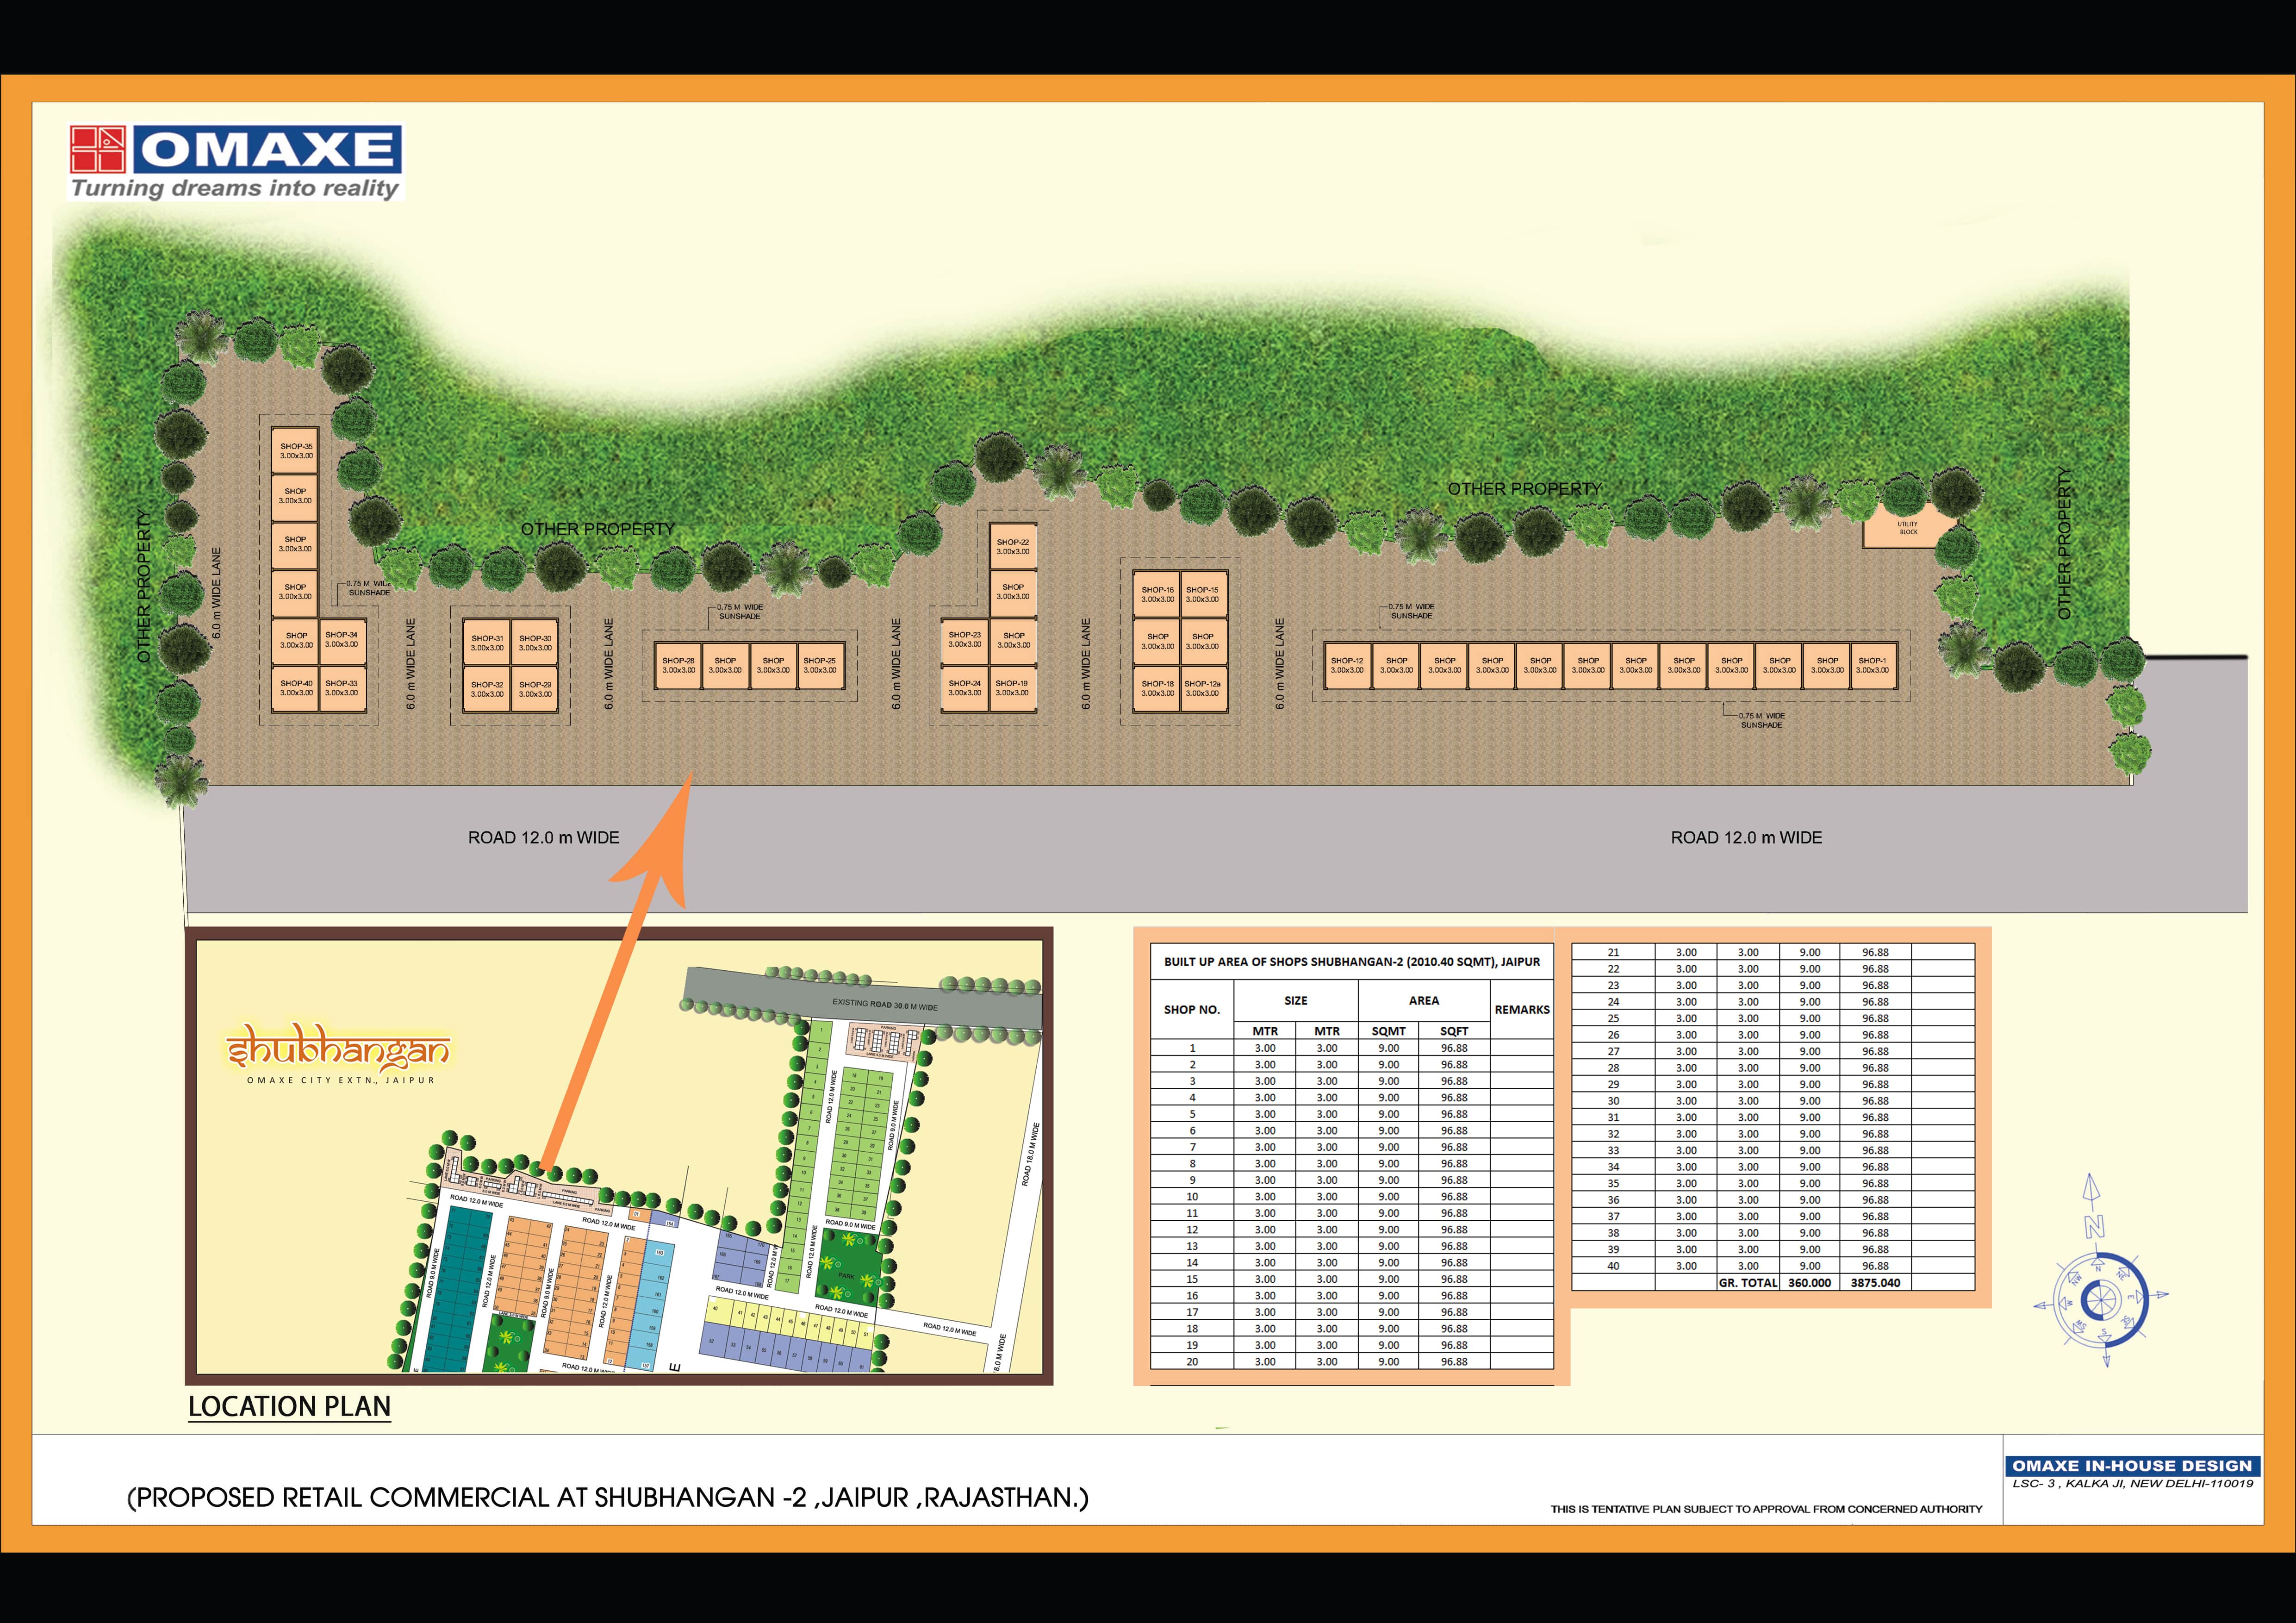 OMAXE
Turning dreams into reality
OTHER PROPERTY
6.0 m WIDE LANE
SHOP-35
3.00x3.00
SHOP
3.00x3.00
SHOP
3.00x3.00
SHOP
3.00x3.00
SHOP
3.00x3.00
SHOP-34
3.00x3.00
SHOP-40
3.00x3.00
SHOP-33
3.00x3.00
0.75 M WIDE
SUNSHADE
6.0 m WIDE LANE
OTHER PROPERTY
SHOP-31
3.00x3.00
SHOP-30
3.00x3.00
SHOP-32
3.00x3.00
SHOP-29
3.00x3.00
6.0 m WIDE LANE
0.75 M WIDE
SUNSHADE
SHOP-28
3.00x3.00
SHOP
3.00x3.00
SHOP
3.00x3.00
SHOP-25
3.00x3.00
6.0 m WIDE LANE
SHOP-22
3.00x3.00
SHOP
3.00x3.00
SHOP-23
3.00x3.00
SHOP
3.00x3.00
SHOP-24
3.00x3.00
SHOP-19
3.00x3.00
6.0 m WIDE LANE
SHOP-16
3.00x3.00
SHOP-15
3.00x3.00
SHOP
3.00x3.00
SHOP
3.00x3.00
SHOP-18
3.00x3.00
SHOP-12a
3.00x3.00
6.0 m WIDE LANE
OTHER PROPERTY
0.75 M WIDE
SUNSHADE
SHOP-12
3.00x3.00
SHOP
3.00x3.00
SHOP
3.00x3.00
SHOP
3.00x3.00
SHOP
3.00x3.00
SHOP
3.00x3.00
SHOP
3.00x3.00
SHOP
3.00x3.00
SHOP
3.00x3.00
SHOP
3.00x3.00
SHOP
3.00x3.00
SHOP-1
3.00x3.00
0.75 M WIDE
SUNSHADE
UTILITY
BLOCK
OTHER PROPERTY
ROAD 12.0 m WIDE
ROAD 12.0 m WIDE
shubhangan
OMAXE CITY EXTN., JAIPUR
EXISTING ROAD 30.0 M WIDE
PARKING
ROAD 12.0 M WIDE
ROAD 9.0 M WIDE
ROAD 18.0 M WIDE
ROAD 9.0 M WIDE
PARK
ROAD 12.0 M WIDE
ROAD 12.0 M WIDE
ROAD 12.0 M WIDE
ROAD 9.0 M WIDE
ROAD 12.0 M WIDE
ROAD 9.0 M WIDE
ROAD 12.0 M WIDE
ROAD 12.0 M W
ROAD 12.0 M WIDE
ROAD 12.0 M WIDE
ROAD 12.0 M WIDE
ROAD 12.0 M WIDE
8.0 M WIDE
LOCATION PLAN
BUILT UP AREA OF SHOPS SHUBHANGAN-2 (2010.40 SQMT), JAIPUR
SHOP NO. SIZE AREA REMARKS
MTR MTR SQMT SQFT
1 3.00 3.00 9.00 96.88
2 3.00 3.00 9.00 96.88
3 3.00 3.00 9.00 96.88
4 3.00 3.00 9.00 96.88
5 3.00 3.00 9.00 96.88
6 3.00 3.00 9.00 96.88
7 3.00 3.00 9.00 96.88
8 3.00 3.00 9.00 96.88
9 3.00 3.00 9.00 96.88
10 3.00 3.00 9.00 96.88
11 3.00 3.00 9.00 96.88
12 3.00 3.00 9.00 96.88
13 3.00 3.00 9.00 96.88
14 3.00 3.00 9.00 96.88
15 3.00 3.00 9.00 96.88
16 3.00 3.00 9.00 96.88
17 3.00 3.00 9.00 96.88
18 3.00 3.00 9.00 96.88
19 3.00 3.00 9.00 96.88
20 3.00 3.00 9.00 96.88
21 3.00 3.00 9.00 96.88
22 3.00 3.00 9.00 96.88
23 3.00 3.00 9.00 96.88
24 3.00 3.00 9.00 96.88
25 3.00 3.00 9.00 96.88
26 3.00 3.00 9.00 96.88
27 3.00 3.00 9.00 96.88
28 3.00 3.00 9.00 96.88
29 3.00 3.00 9.00 96.88
30 3.00 3.00 9.00 96.88
31 3.00 3.00 9.00 96.88
32 3.00 3.00 9.00 96.88
33 3.00 3.00 9.00 96.88
34 3.00 3.00 9.00 96.88
35 3.00 3.00 9.00 96.88
36 3.00 3.00 9.00 96.88
37 3.00 3.00 9.00 96.88
38 3.00 3.00 9.00 96.88
39 3.00 3.00 9.00 96.88
40 3.00 3.00 9.00 96.88
GR. TOTAL 360.000 3875.040
N
N
NE
E
SE
S
SW
W
NW
(PROPOSED RETAIL COMMERCIAL AT SHUBHANGAN -2 ,JAIPUR ,RAJASTHAN.)
THIS IS TENTATIVE PLAN SUBJECT TO APPROVAL FROM CONCERNED AUTHORITY
OMAXE IN-HOUSE DESIGN
LSC- 3 , KALKA JI, NEW DELHI-110019